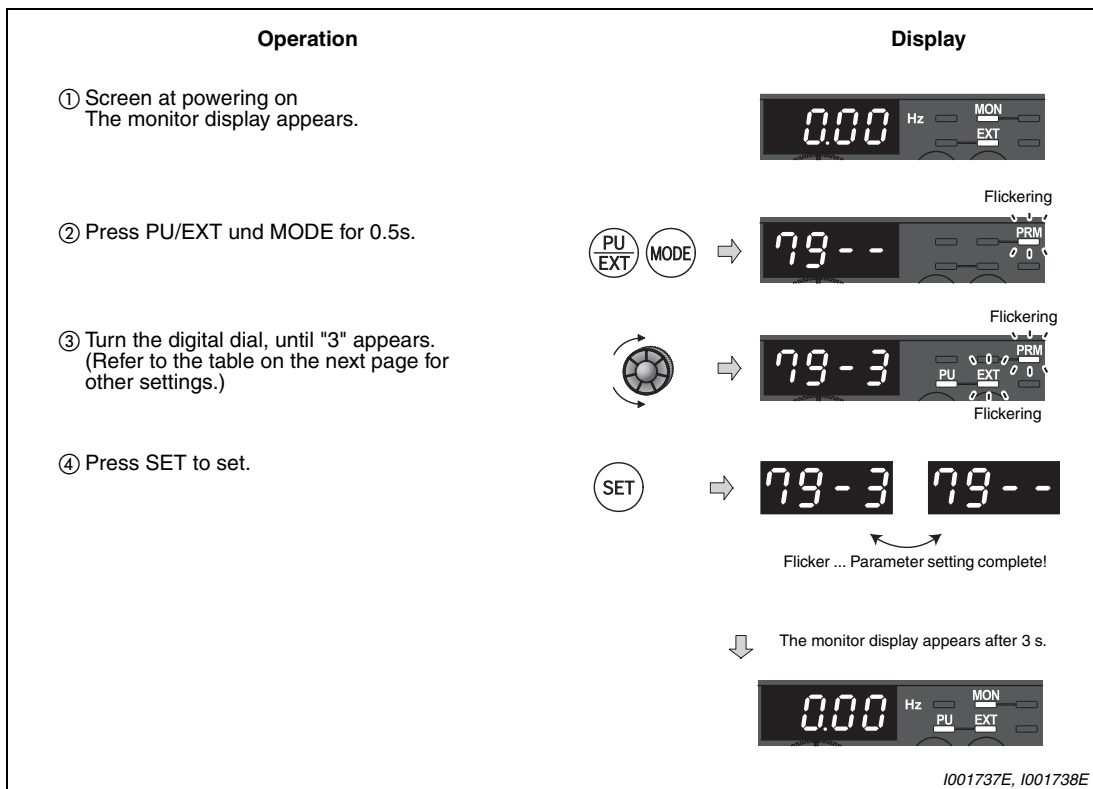 Operation
Display
① Screen at powering on
The monitor display appears.
0.00 Hz MON
EXT
② Press PU/EXT und MODE for 0.5s.
PU
EXT
MODE
Flickering
79--
PRM
③ Turn the digital dial, until "3" appears.
(Refer to the table on the next page for
other settings.)
Flickering
79-3
PRM
PU EXT
Flickering
④ Press SET to set.
SET
79-3 79--
Flicker ... Parameter setting complete!
The monitor display appears after 3 s.
0.00 Hz MON
PU EXT
I001737E, I001738E